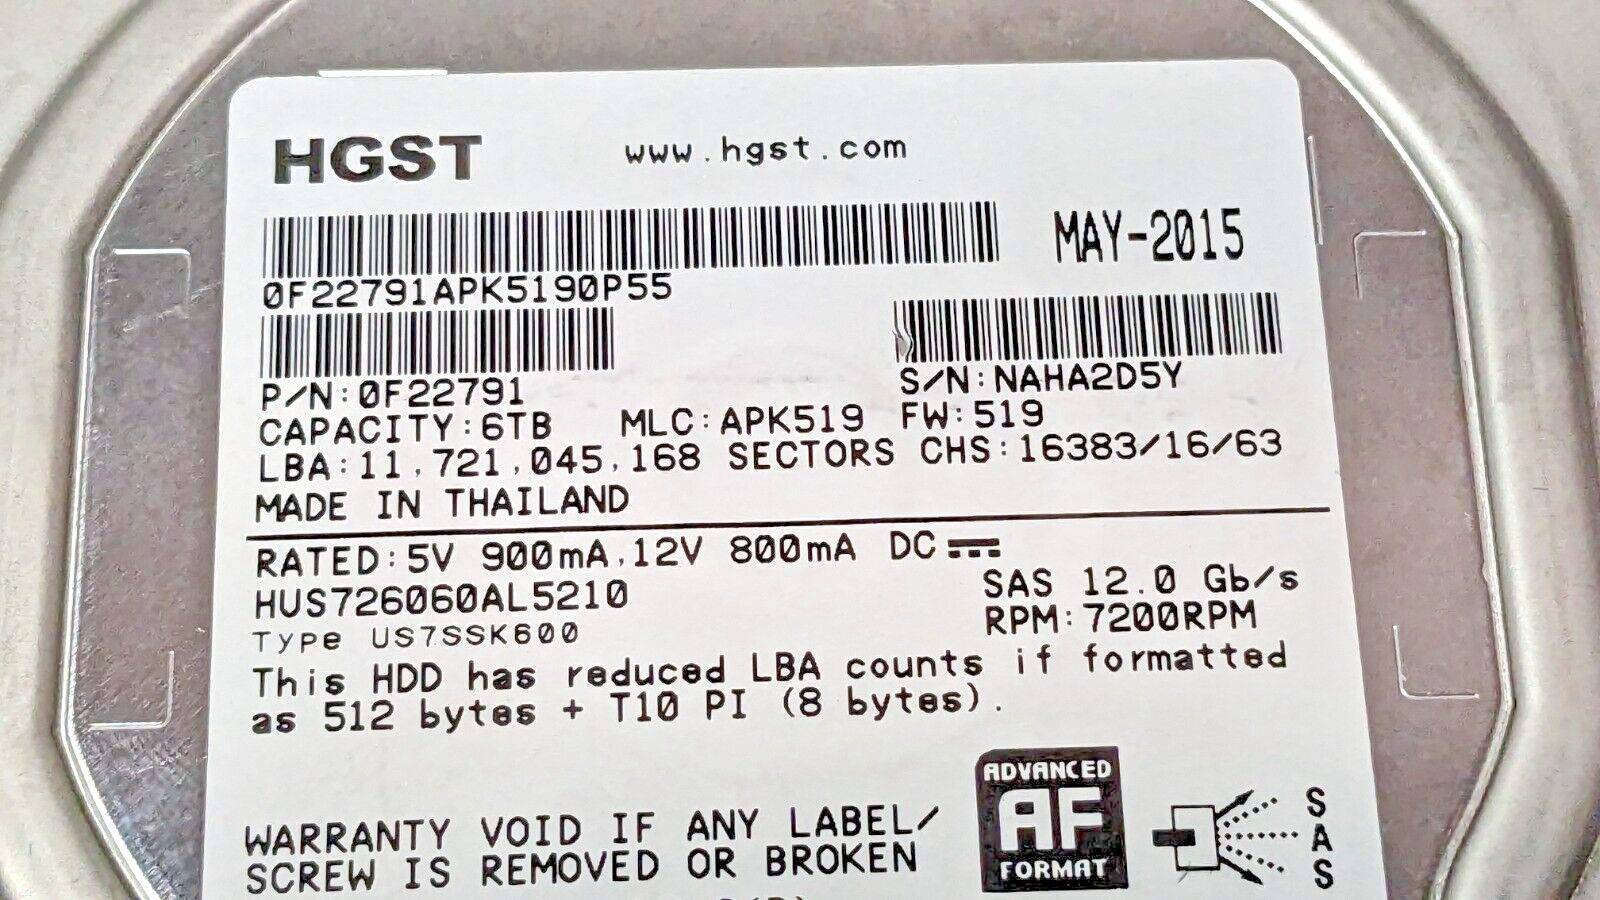 HGST www.hgst.com
MAY-2015
0F22791APK5190P55
P/N:0F22791 S/N:NAHA2D5Y
CAPACITY:6TB MLC:APK519 FW:519
LBA:11,721,045,168 SECTORS CHS:16383/16/63
MADE IN THAILAND
RATED:5V 900mA,12V 800mA DC
HUS726060AL5210 SAS 12.0 Gb/s
Type US7SSK600 RPM:7200RPM
This HDD has reduced LBA counts if formatted
as 512 bytes + T10 PI (8 bytes).
ADVANCED
AF
FORMAT
SAS
WARRANTY VOID IF ANY LABEL/
SCREW IS REMOVED OR BROKEN